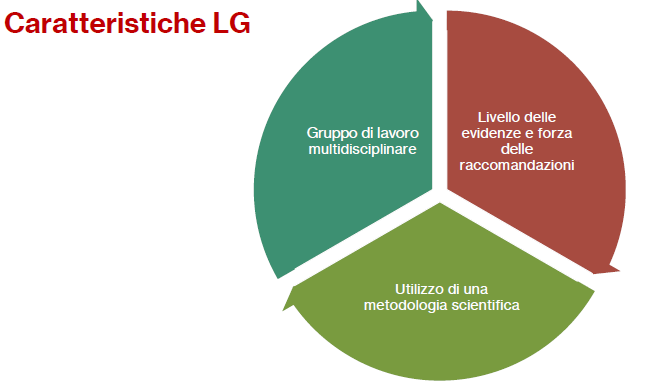 Caratteristiche LG
Gruppo di lavoro
multidisciplinare
Livello delle
evidenze e forza
delle
raccomandazioni
Utilizzo di una
metodologia scientifica